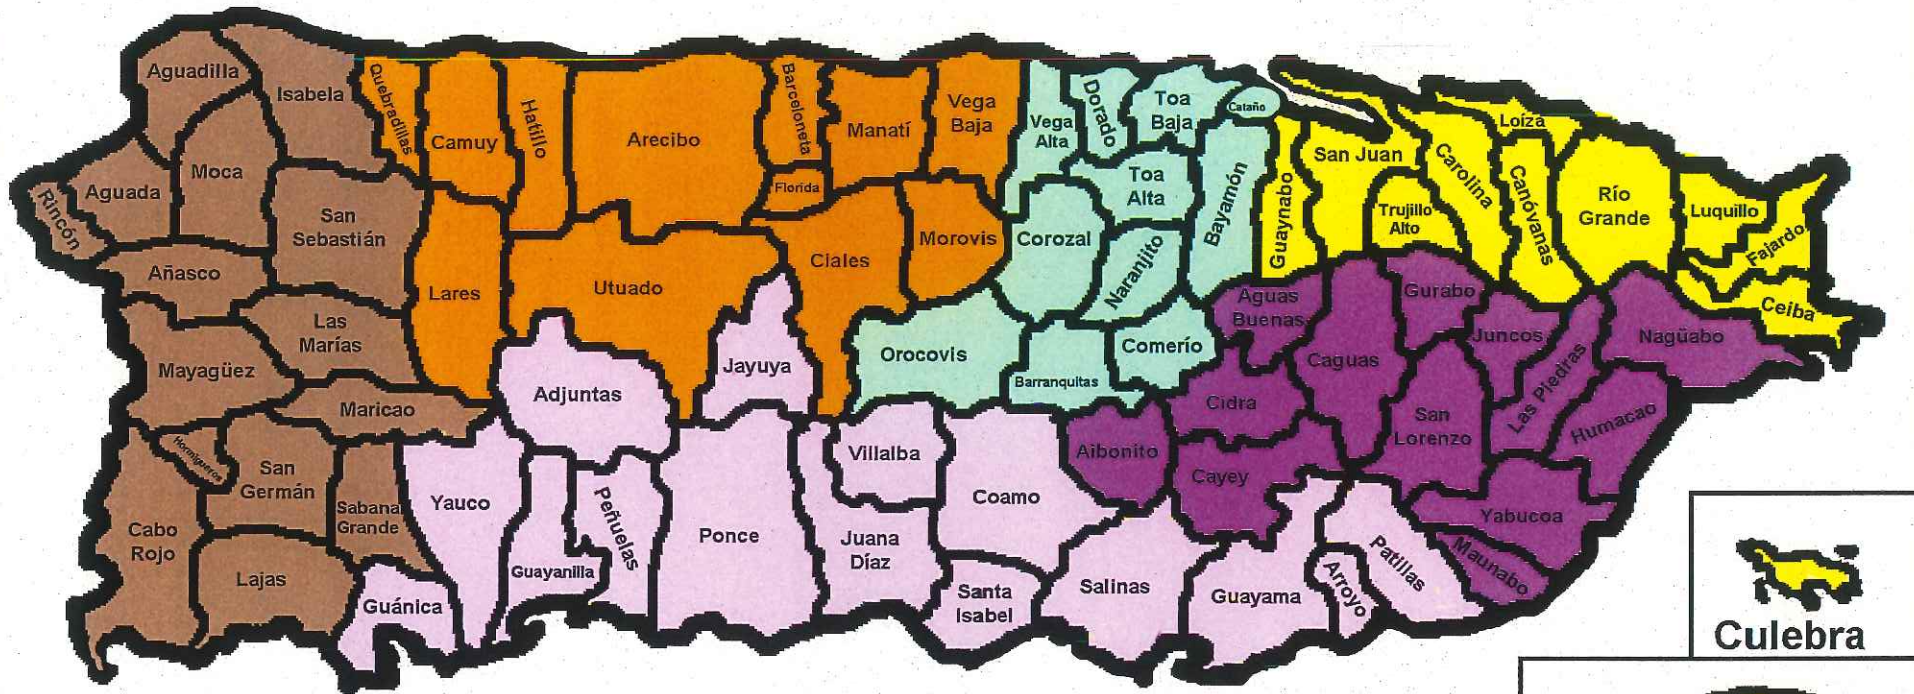 Aguadilla
Isabela
Quebradillas
Camuy
Hatillo
Arecibo
Barceloneta
Manatí
Vega
Baja
Vega
Alta
Dorado
Toa
Baja
Cataño
San Juan
Carolina
Loíza
Rincón
Aguada
Moca
San
Sebastián
Florida
Toa
Alta
Bayamón
Guaynabo
Trujillo
Alto
Canóvanas
Río
Grande
Luquillo
Fajardo
Añasco
Lares
Utuado
Ciales
Morovis
Corozal
Naranjito
Aguas
Buenas
Gurabo
Ceiba
Mayagüez
Las
Marías
Jayuya
Orocovis
Barranquitas
Comerío
Caguas
Juncos
Las Piedras
Nagüabo
Maricao
Adjuntas
Cidra
San
Lorenzo
Humacao
Hormigueros
San
Germán
Sabana
Grande
Yauco
Peñuelas
Ponce
Villalba
Coamo
Aibonito
Cayey
Yabucoa
Cabo
Rojo
Lajas
Guánica
Guayanilla
Juana
Díaz
Santa
Isabel
Salinas
Guayama
Arroyo
Patillas
Maunabo
Culebra